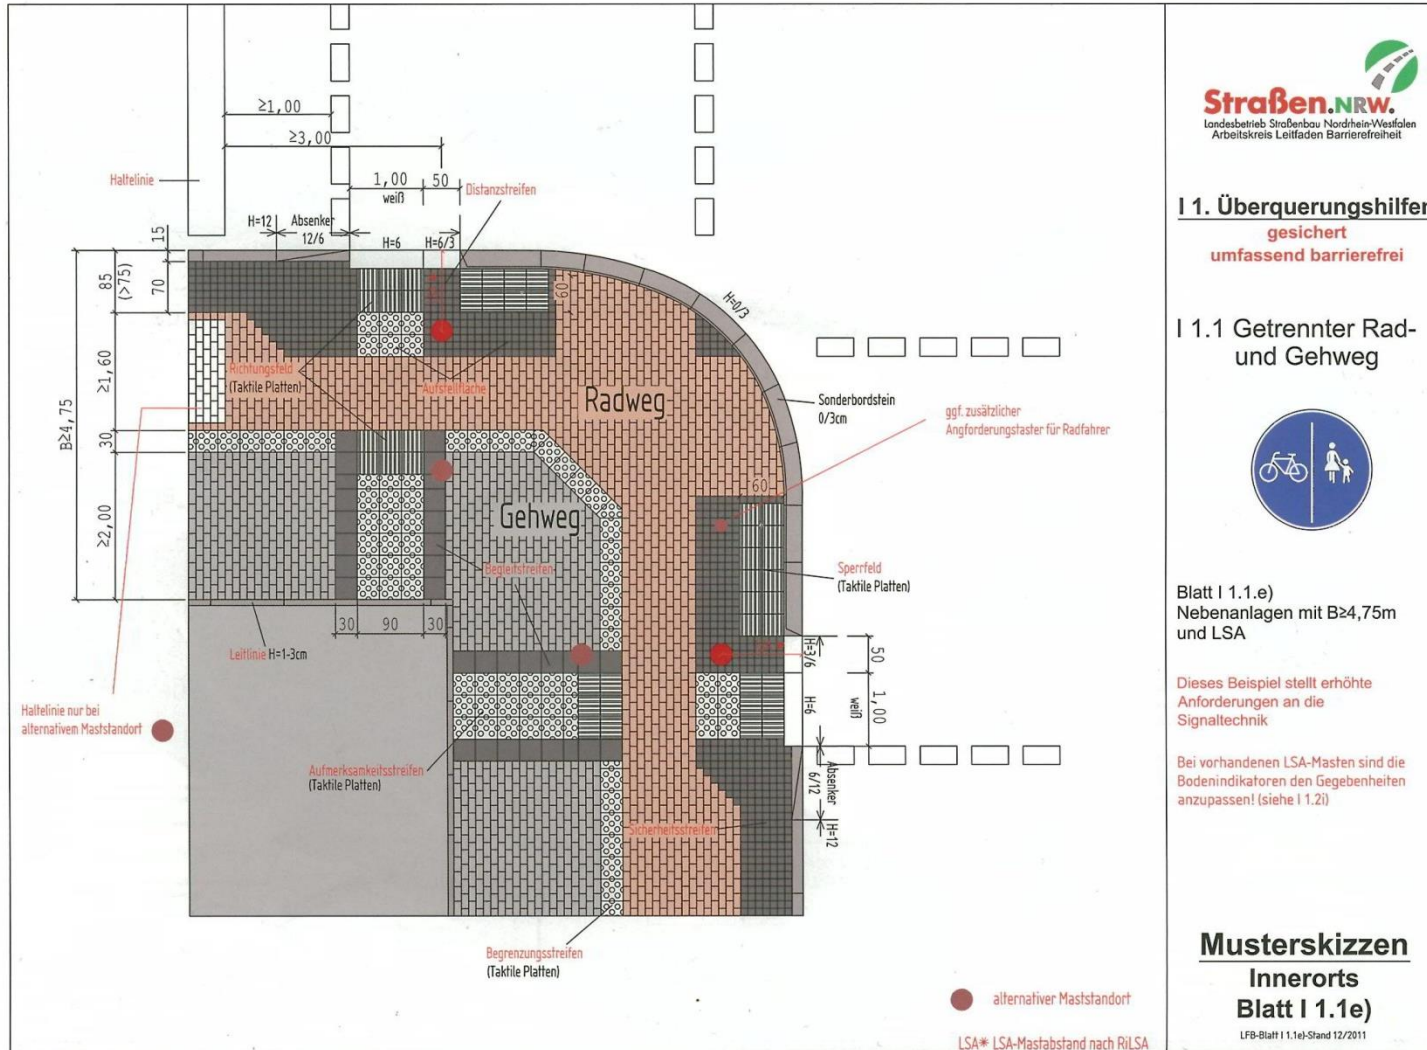 ≥1,00
≥3,00
Haltelinie
1,00
50
weiß
Distanzstreifen
H=12
Absenker
12/6
H=6
H=6/3
15
85
(>75)
70
60
H=0/3
≥1,60
B≥4,75
30
≥2,00
Richtungsfeld
(Taktile Platten)
Aufstellfläche
Radweg
Sonderbordstein
0/3cm
ggf. zusätzlicher
Angforderungstaster für Radfahrer
60
Gehweg
Begleitstreifen
Sperrfeld
(Taktile Platten)
30
90
30
Leitlinie H=1-3cm
H=3/6
50
H=6
weiß
1,00
Haltelinie nur bei
alternativem Maststandort
Aufmerksamkeitsstreifen
(Taktile Platten)
Absenker
6/12
H=12
Sicherheitsstreifen
Begrenzungsstreifen
(Taktile Platten)
alternativer Maststandort
LSA* LSA-Mastabstand nach RiLSA
Straßen.NRW.
Landesbetrieb Straßenbau Nordrhein-Westfalen
Arbeitskreis Leitfaden Barrierefreiheit
I 1. Überquerungshilfen
gesichert
umfassend barrierefrei
I 1.1 Getrennter Rad-
und Gehweg
Blatt I 1.1.e)
Nebenanlagen mit B≥4,75m
und LSA
Dieses Beispiel stellt erhöhte
Anforderungen an die
Signaltechnik
Bei vorhandenen LSA-Masten sind die
Bodenindikatoren den Gegebenheiten
anzupassen! (siehe I 1.2i)
Musterskizzen
Innerorts
Blatt I 1.1e)
LFB-Blatt I 1.1e)-Stand 12/2011